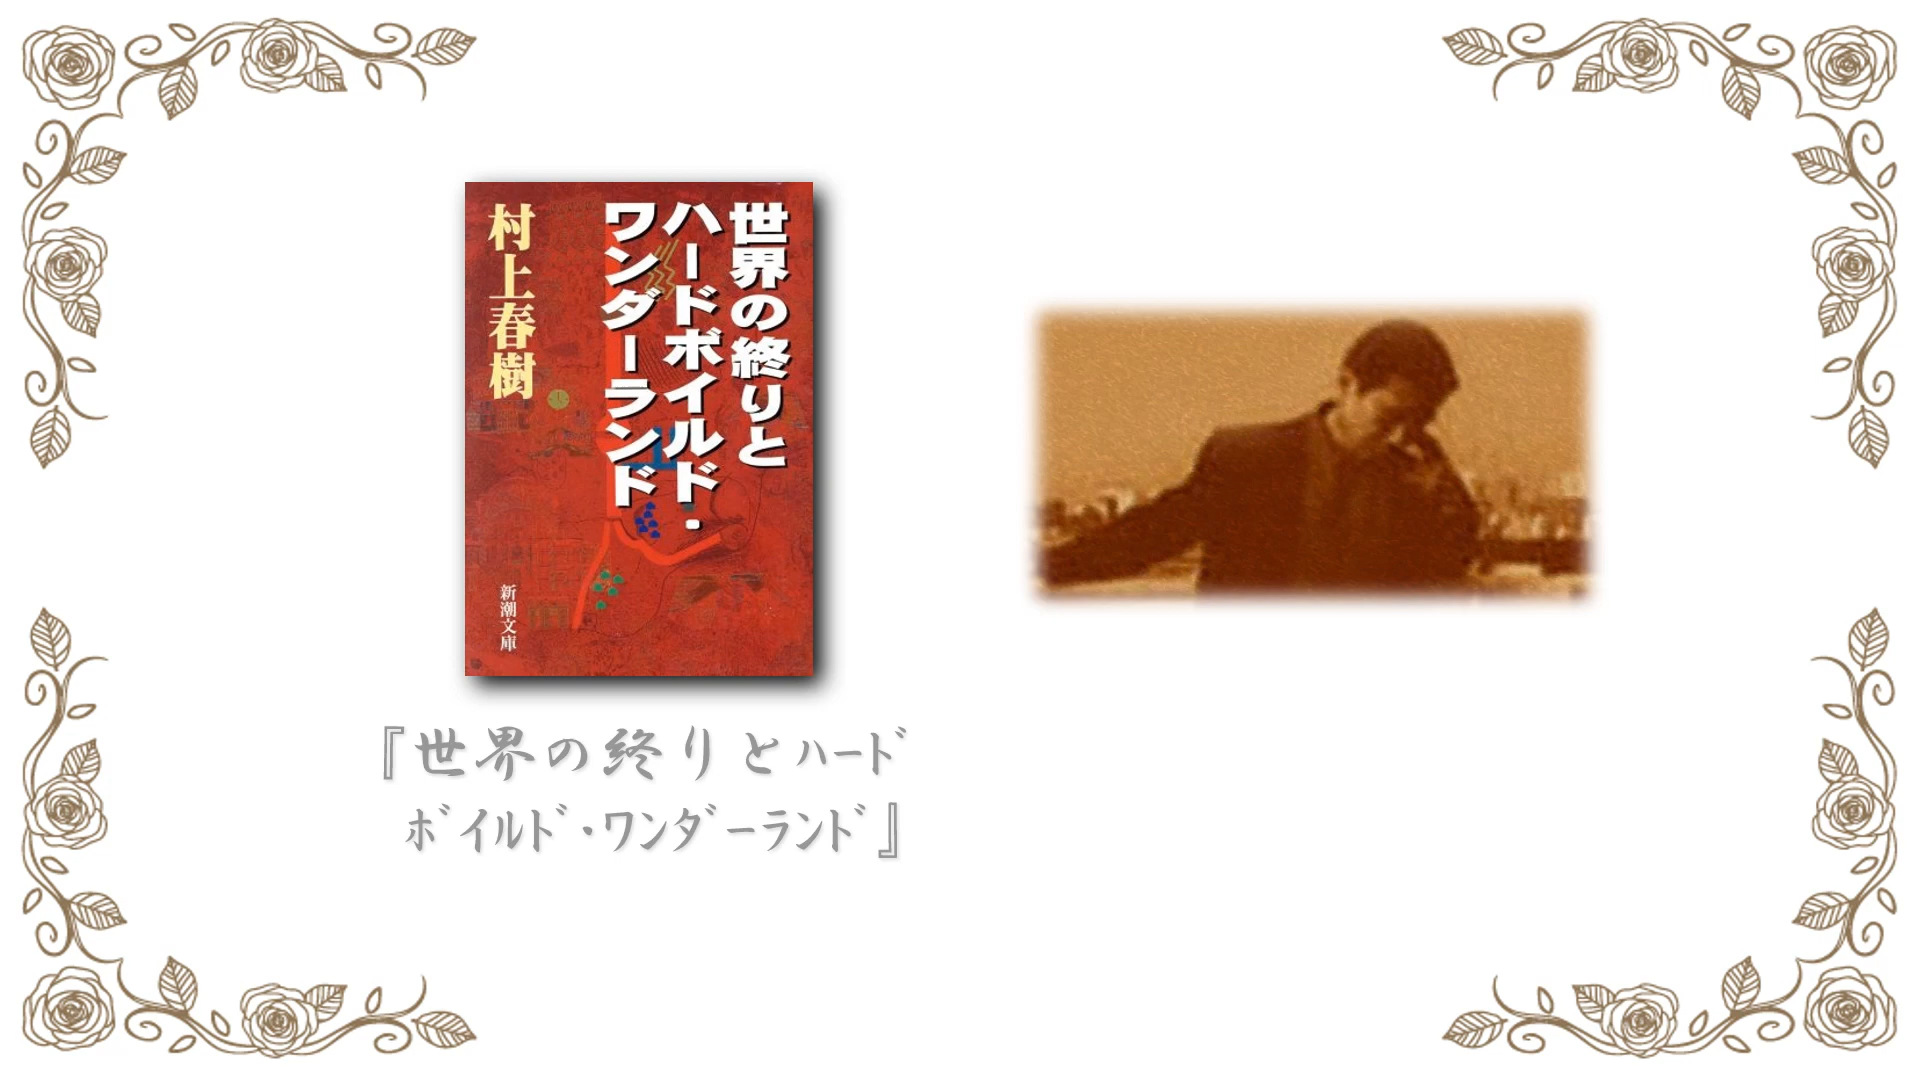 世界の終りと
ハードボイルド・
ワンダーランド
村上春樹
新潮文庫
『世界の終りとﾊｰﾄﾞ
ﾎﾞｲﾙﾄﾞ・ワンダーランド』